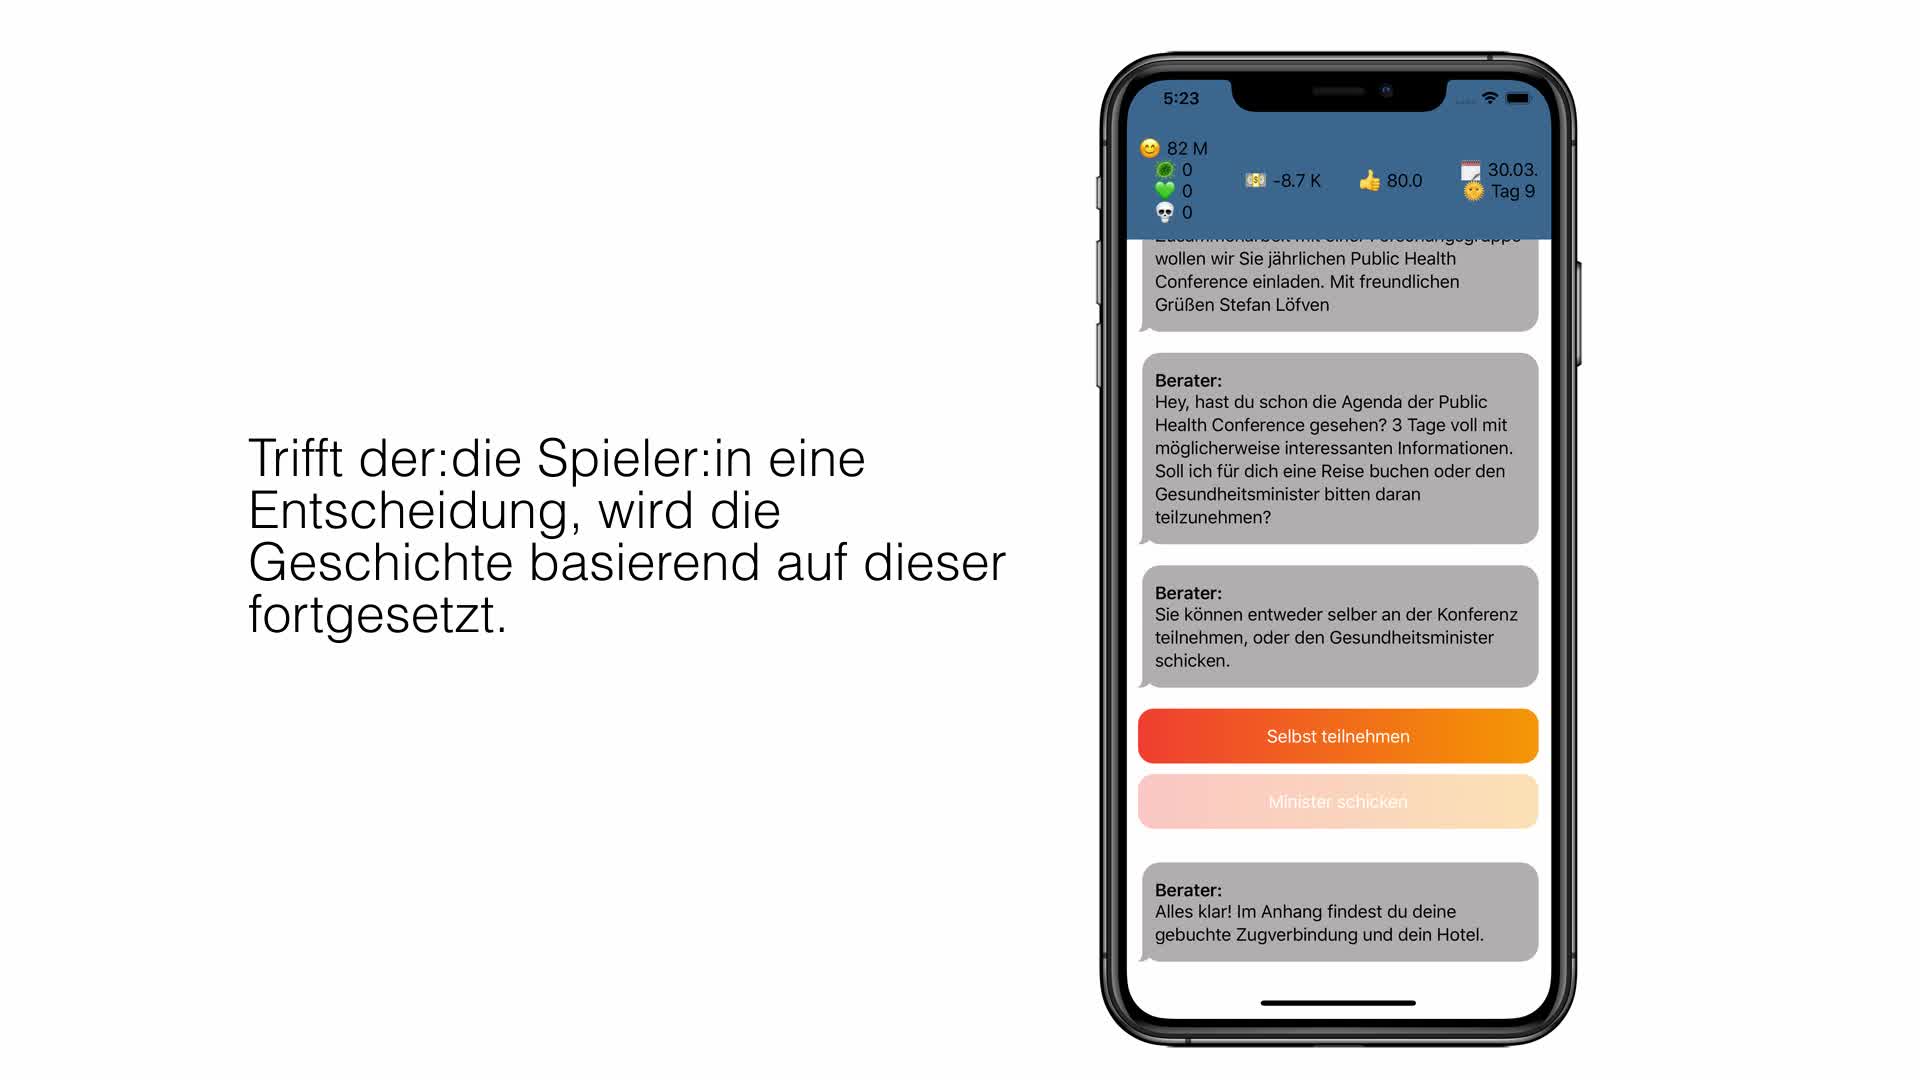 Trifft der:die Spieler:in eine
Entscheidung, wird die
Geschichte basierend auf dieser
fortgesetzt.
5:23
😊 82 M
🦠 0
💚 0
💀 0
💵 -8.7 K
👍 80.0
🗓 30.03.
🌞 Tag 9
Zusammenarbeit mit einer Forschungsgruppe
wollen wir Sie jährlichen Public Health
Conference einladen. Mit freundlichen
Grüßen Stefan Löfven
Berater:
Hey, hast du schon die Agenda der Public
Health Conference gesehen? 3 Tage voll mit
möglicherweise interessanten Informationen.
Soll ich für dich eine Reise buchen oder den
Gesundheitsminister bitten daran
teilzunehmen?
Berater:
Sie können entweder selber an der Konferenz
teilnehmen, oder den Gesundheitsminister
schicken.
Selbst teilnehmen
Minister schicken
Berater:
Alles klar! Im Anhang findest du deine
gebuchte Zugverbindung und dein Hotel.